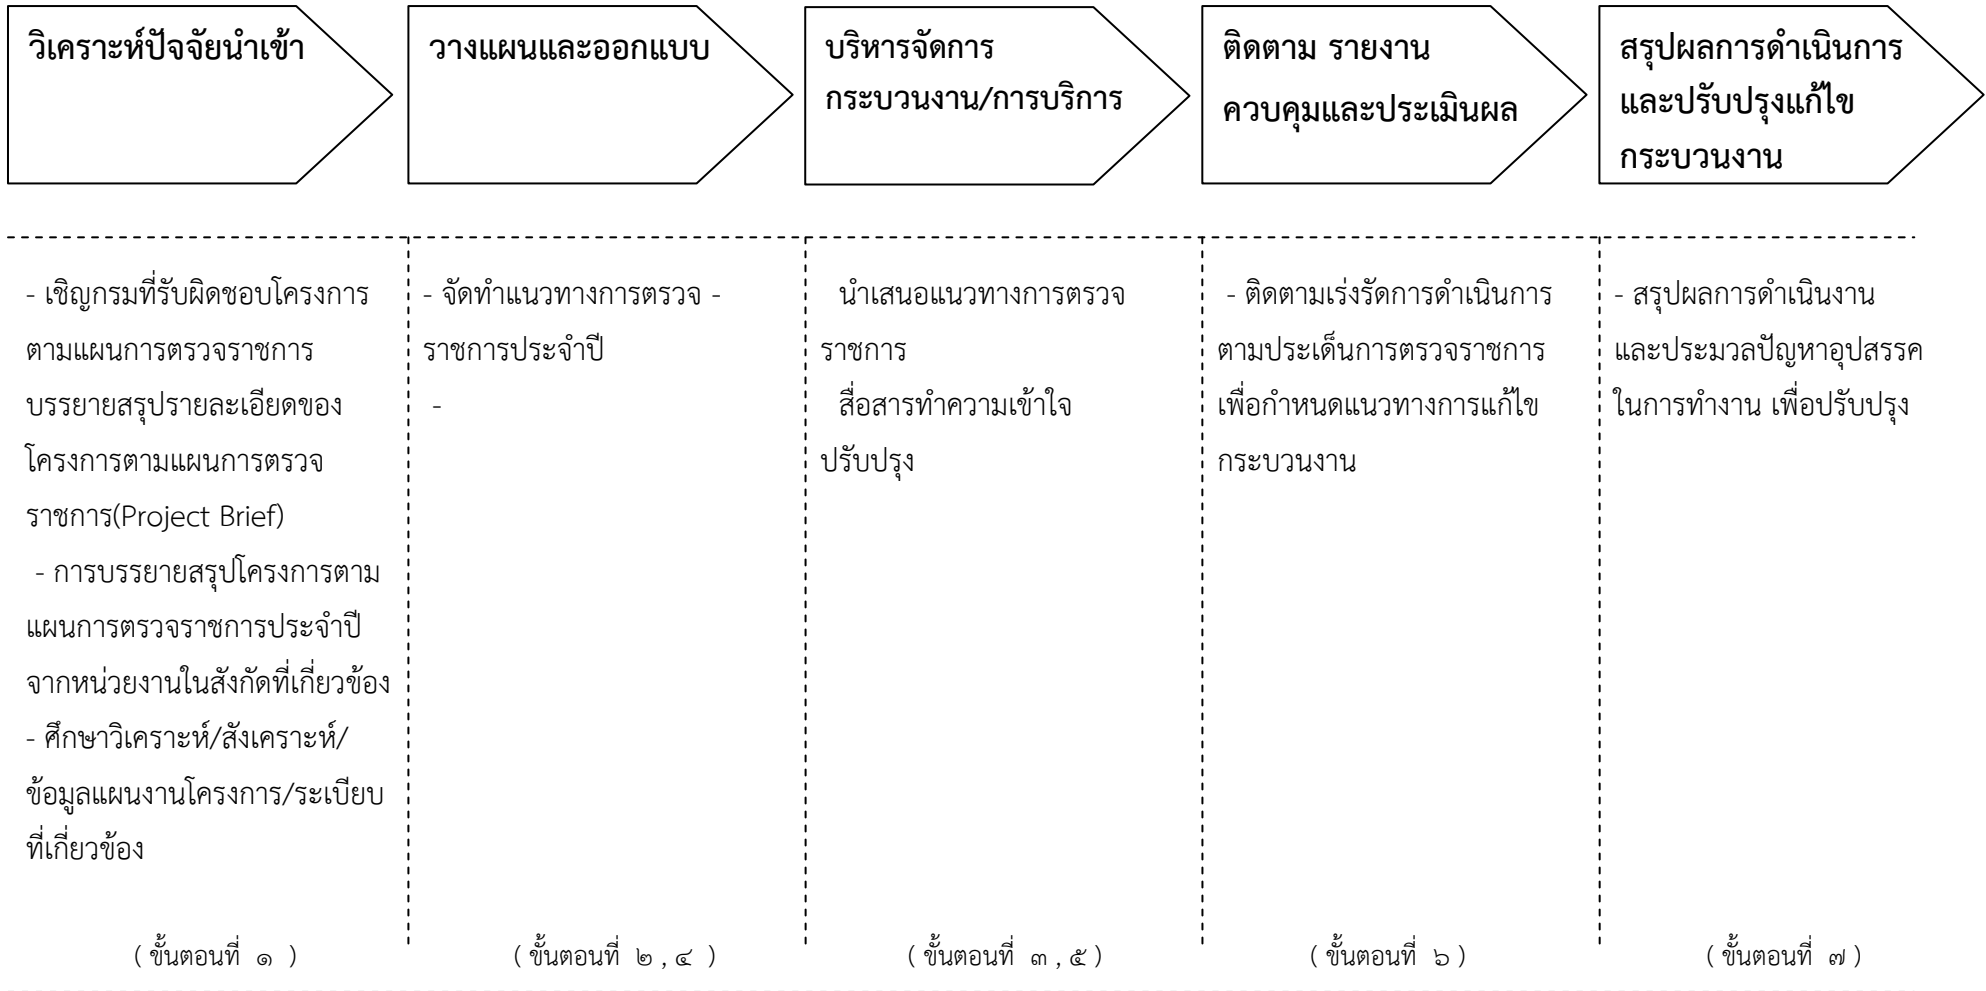 วิเคราะห์ปัจจัยนำเข้า
วางแผนและออกแบบ
บริหารจัดการ
กระบวนงาน/การบริการ
ติดตาม รายงาน
ควบคุมและประเมินผล
สรุปผลการดำเนินการ
และปรับปรุงแก้ไข
กระบวนงาน
- เชิญกรมที่รับผิดชอบโครงการ
ตามแผนการตรวจราชการ
บรรยายสรุปรายละเอียดของ
โครงการตามแผนการตรวจ
ราชการ(Project Brief)
- การบรรยายสรุปโครงการตาม
แผนการตรวจราชการประจำปี
จากหน่วยงานในสังกัดที่เกี่ยวข้อง
- ศึกษาวิเคราะห์/สังเคราะห์/
ข้อมูลแผนงานโครงการ/ระเบียบ
ที่เกี่ยวข้อง
( ขั้นตอนที่ ๑ )
- จัดทำแนวทางการตรวจ -
ราชการประจำปี
-
( ขั้นตอนที่ ๒ , ๔ )
นำเสนอแนวทางการตรวจ
ราชการ
สื่อสารทำความเข้าใจ
ปรับปรุง
( ขั้นตอนที่ ๓ , ๕ )
- ติดตามเร่งรัดการดำเนินการ
ตามประเด็นการตรวจราชการ
เพื่อกำหนดแนวทางการแก้ไข
กระบวนงาน
( ขั้นตอนที่ ๖ )
- สรุปผลการดำเนินงาน
และประมวลปัญหาอุปสรรค
ในการทำงาน เพื่อปรับปรุง
( ขั้นตอนที่ ๗ )